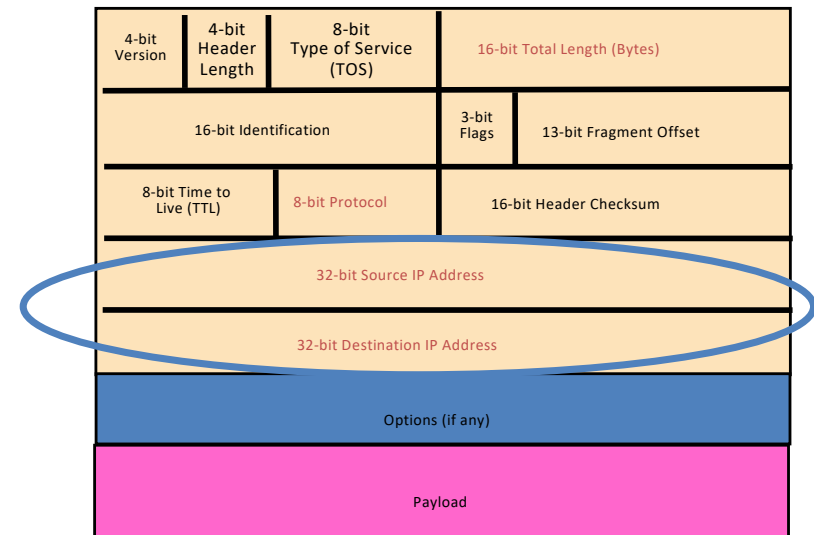 4-bit
Version
4-bit
Header
Length
8-bit
Type of Service
(TOS)
16-bit Total Length (Bytes)
16-bit Identification
3-bit
Flags
13-bit Fragment Offset
8-bit Time to
Live (TTL)
8-bit Protocol
16-bit Header Checksum
32-bit Source IP Address
32-bit Destination IP Address
Options (if any)
Payload